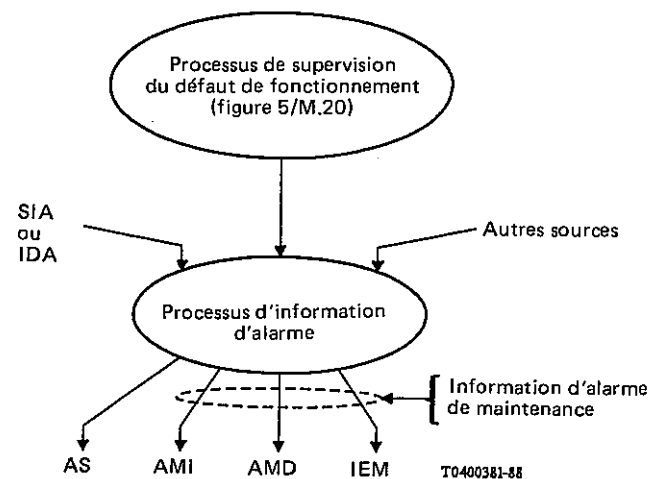 Processus de supervision
du défaut de fonctionnement
(figure 5/M.20)
SIA
ou
IDA
Autres sources
Processus d'information
d'alarme
Information d'alarme
de maintenance
AS
AMI
AMD
IEM
T0400381-88